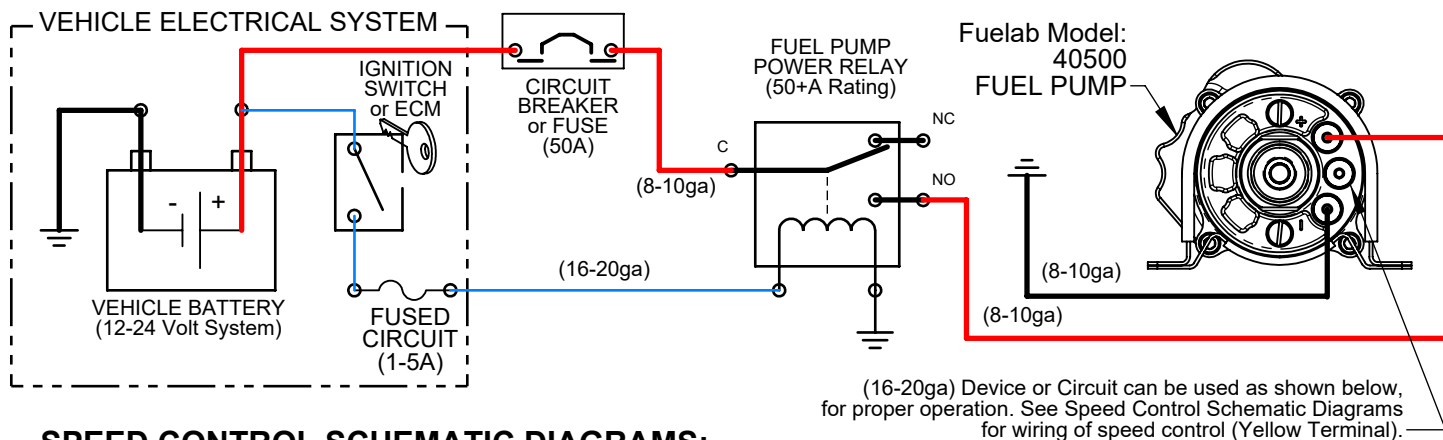 VEHICLE ELECTRICAL SYSTEM
IGNITION
SWITCH
or ECM
-
+
VEHICLE BATTERY
(12-24 Volt System)
FUSED
CIRCUIT
(1-5A)
CIRCUIT
BREAKER
or FUSE
(50A)
(16-20ga)
(8-10ga)
FUEL PUMP
POWER RELAY
(50+A Rating)
C
NC
NO
Fuelab Model:
40500
FUEL PUMP
+
-
(8-10ga)
(8-10ga)
(16-20ga) Device or Circuit can be used as shown below,
for proper operation. See Speed Control Schematic Diagrams
for wiring of speed control (Yellow Terminal).
SPEED CONTROL SCHEMATIC DIAGRAMS: